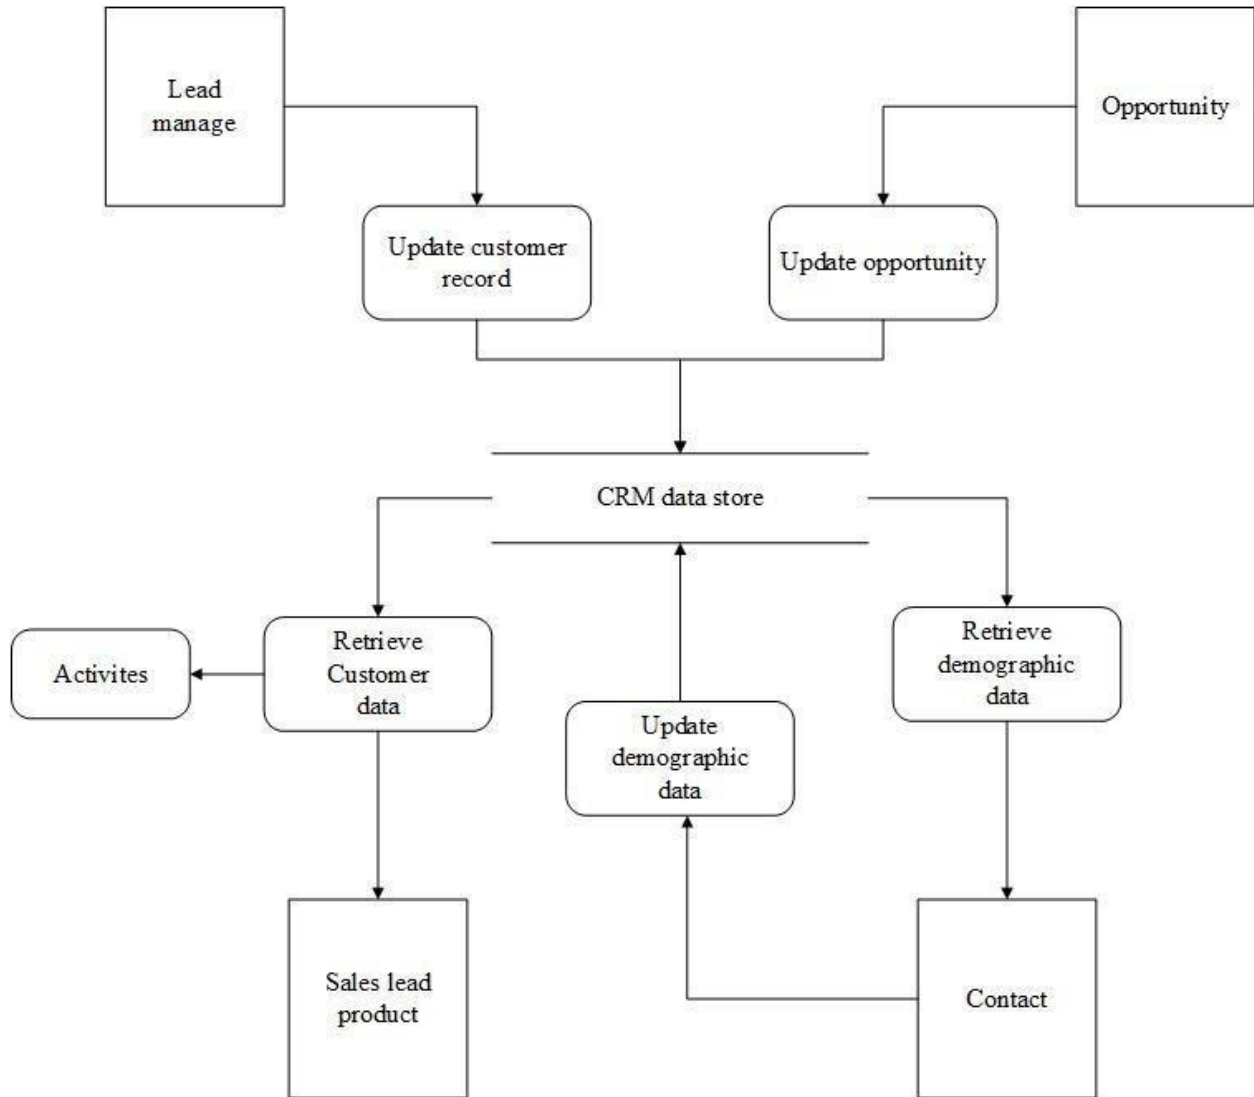 Lead
manage
Opportunity
Update customer
record
Update opportunity
CRM data store
Activites
Retrieve
Customer
data
Retrieve
demographic
data
Update
demographic
data
Sales lead
product
Contact